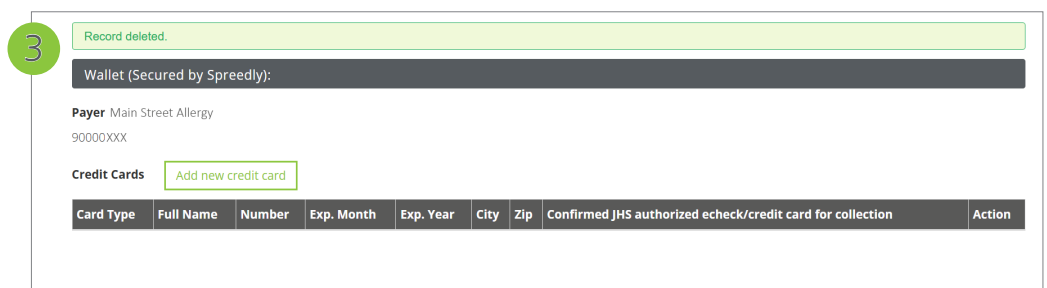 3
Record deleted.
Wallet (Secured by Spreedly):
Payer Main Street Allergy
90000XXX
Credit Cards Add new credit card
Card Type Full Name Number Exp. Month Exp. Year City Zip Confirmed JHS authorized echeck/credit card for collection Action